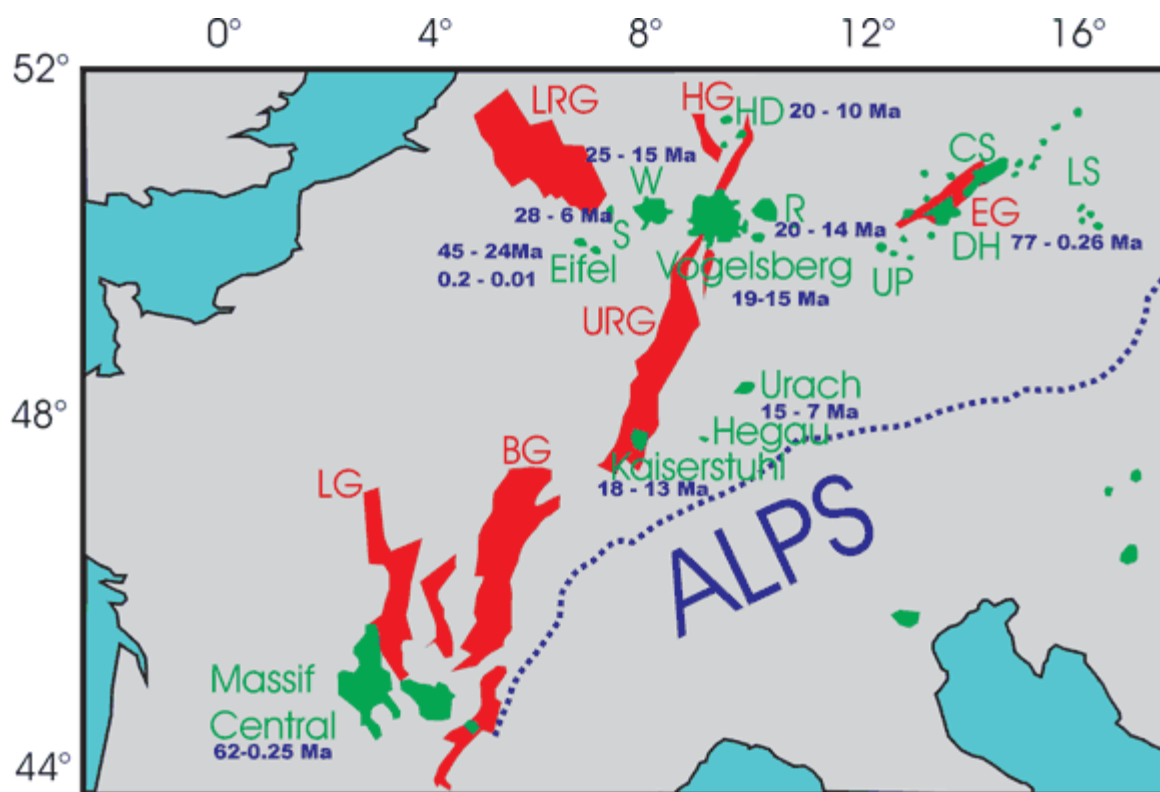 0° 4° 8° 12° 16°
52°
LRG
HG
HD
20 - 10 Ma
25 - 15 Ma
CS
W
LS
28 - 6 Ma
S
R
EG
45 - 24Ma
20 - 14 Ma
DH
77 - 0.26 Ma
0.2 - 0.01
Eifel
Vogelsberg
UP
19-15 Ma
URG
48°
Urach
15 - 7 Ma
Hegau
Kaiserstuhl
18 - 13 Ma
BG
LG
ALPS
Massif
Central
62-0.25 Ma
44°